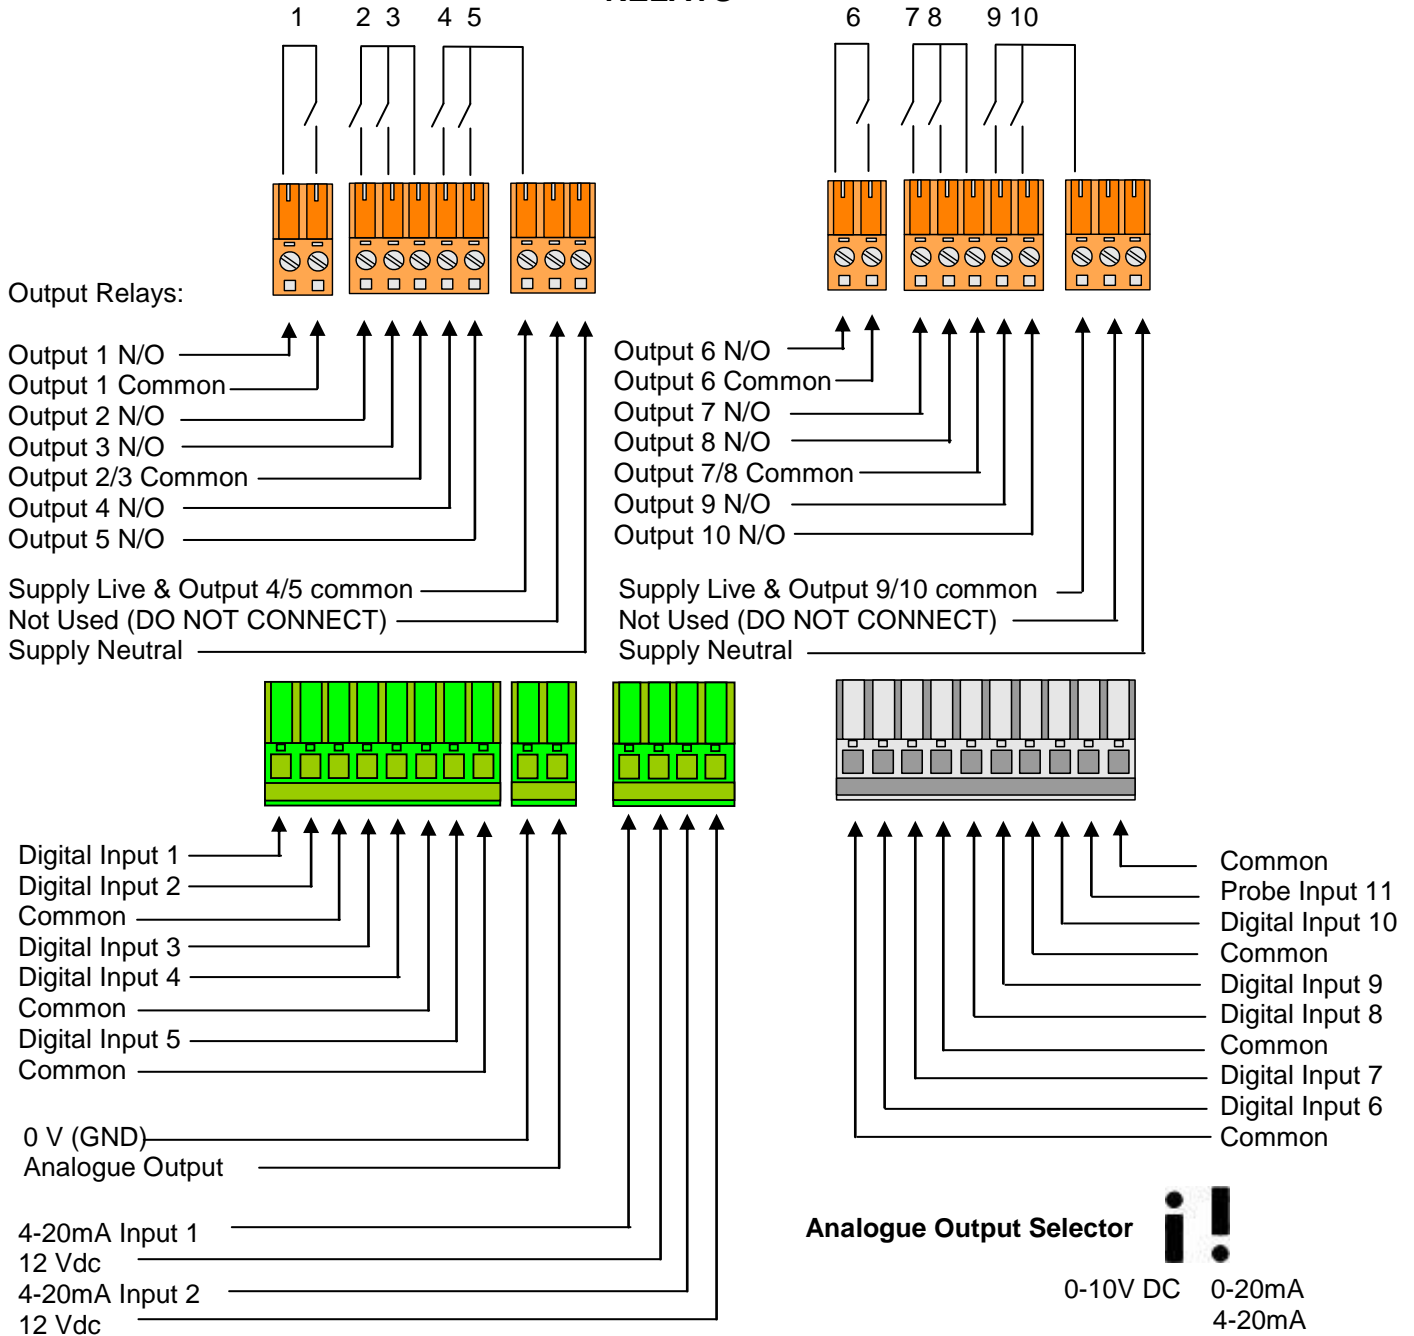 1 2 3 4 5 6 7 8 9 10
Output Relays:
Output 1 N/O
Output 1 Common
Output 2 N/O
Output 3 N/O
Output 2/3 Common
Output 4 N/O
Output 5 N/O
Supply Live & Output 4/5 common
Not Used (DO NOT CONNECT)
Supply Neutral
Output 6 N/O
Output 6 Common
Output 7 N/O
Output 8 N/O
Output 7/8 Common
Output 9 N/O
Output 10 N/O
Supply Live & Output 9/10 common
Not Used (DO NOT CONNECT)
Supply Neutral
Digital Input 1
Digital Input 2
Common
Digital Input 3
Digital Input 4
Common
Digital Input 5
Common
0 V (GND)
Analogue Output
4-20mA Input 1
12 Vdc
4-20mA Input 2
12 Vdc
Common
Probe Input 11
Digital Input 10
Common
Digital Input 9
Digital Input 8
Common
Digital Input 7
Digital Input 6
Common
Analogue Output Selector
0-10V DC 0-20mA
4-20mA